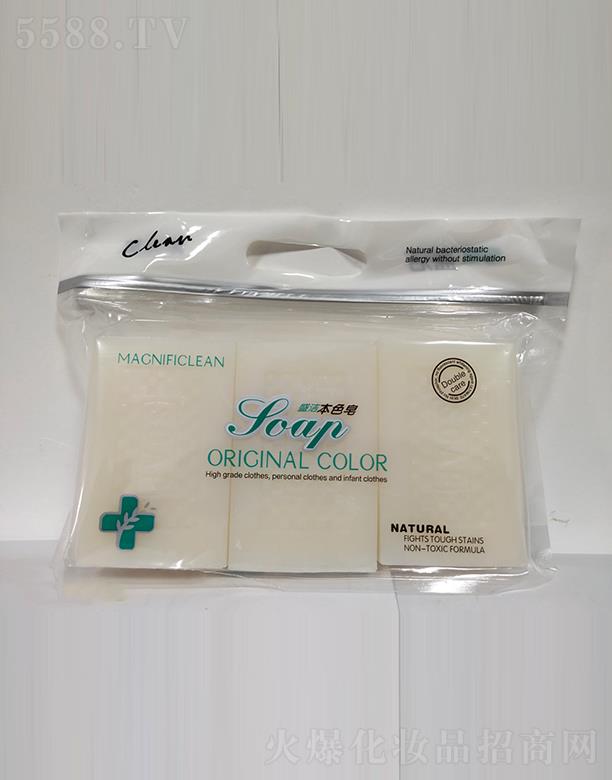 5588.TV
Clean
Natural bacteriostatic
allergy without stimulation
MAGNIFICLEAN
Double
care
盛洁本色皂
Soap
ORIGINAL COLOR
High grade clothes, personal clothes and infant clothes
NATURAL
FIGHTS TOUGH STAINS
NON-TOXIC FORMULA
火爆化妆品招商网